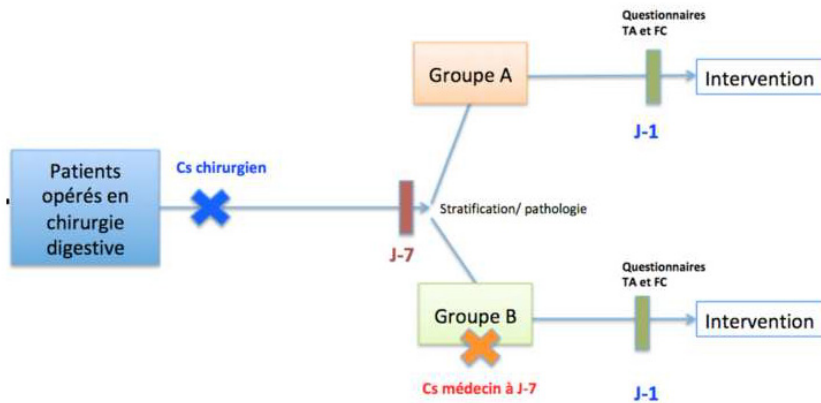 Questionnaires
TA et FC
Groupe A
Intervention
J-1
Cs chirurgien
Patients
opérés en
chirurgie
digestive
Stratification/ pathologie
J-7
Questionnaires
TA et FC
Groupe B
Intervention
Cs médecin à J-7
J-1